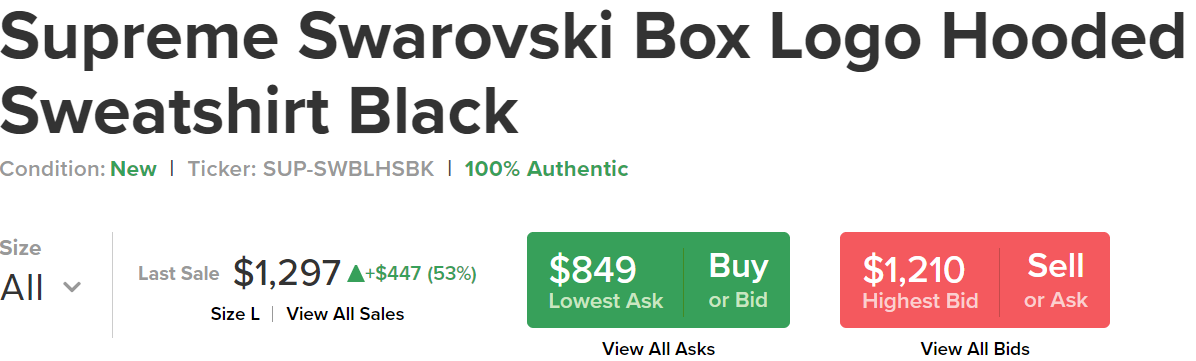 Supreme Swarovski Box Logo Hooded
Sweatshirt Black
Condition: New | Ticker: SUP-SWBLHSBK | 100% Authentic
Size
All
Last Sale $1,297 ▲+$447 (53%)
Size L | View All Sales
$849
Lowest Ask
Buy
or Bid
View All Asks
$1,210
Highest Bid
Sell
or Ask
View All Bids